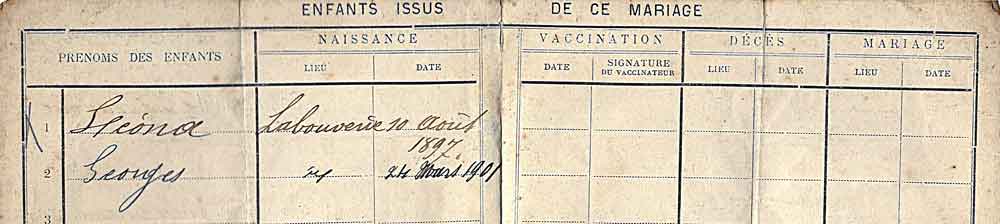 ENFANTS ISSUS DE CE MARIAGE
PRENOMS DES ENFANTS NAISSANCE VACCINATION DÉCÈS MARIAGE
LIEU DATE DATE SIGNATURE DU VACCINATEUR LIEU DATE LIEU DATE
1 Léona Labouverie 10 Août
1897.
2 Georges 24 Mars 1901
3